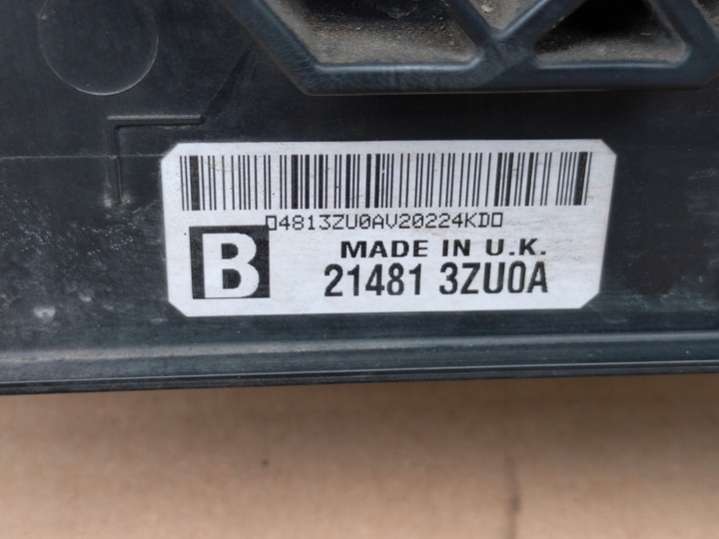 ▯4813ZU0AV20224KD▯
B
MADE IN U.K.
21481 3ZU0A